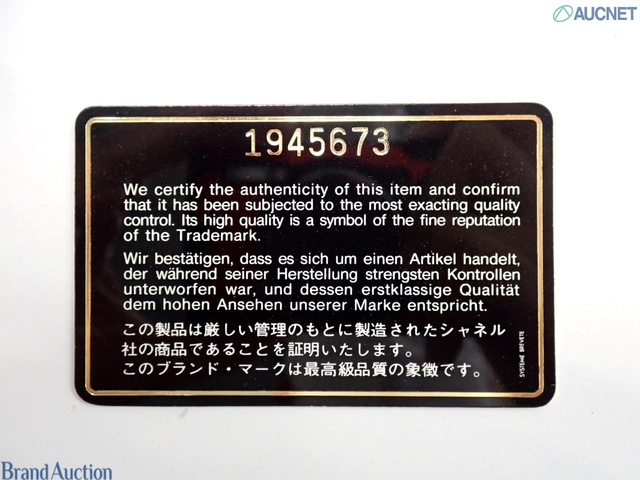 AUCNET
1945673
We certify the authenticity of this item and confirm
that it has been subjected to the most exacting quality
control. Its high quality is a symbol of the fine reputation
of the Trademark.
Wir bestätigen, dass es sich um einen Artikel handelt,
der während seiner Herstellung strengsten Kontrollen
unterworfen war, und dessen erstklassige Qualität
dem hohen Ansehen unserer Marke entspricht.
この製品は厳しい管理のもとに製造されたシャネル
社の商品であることを証明いたします。
このブランド・マークは最高級品質の象徴です。
SYSTEME BREVETE
Brand Auction